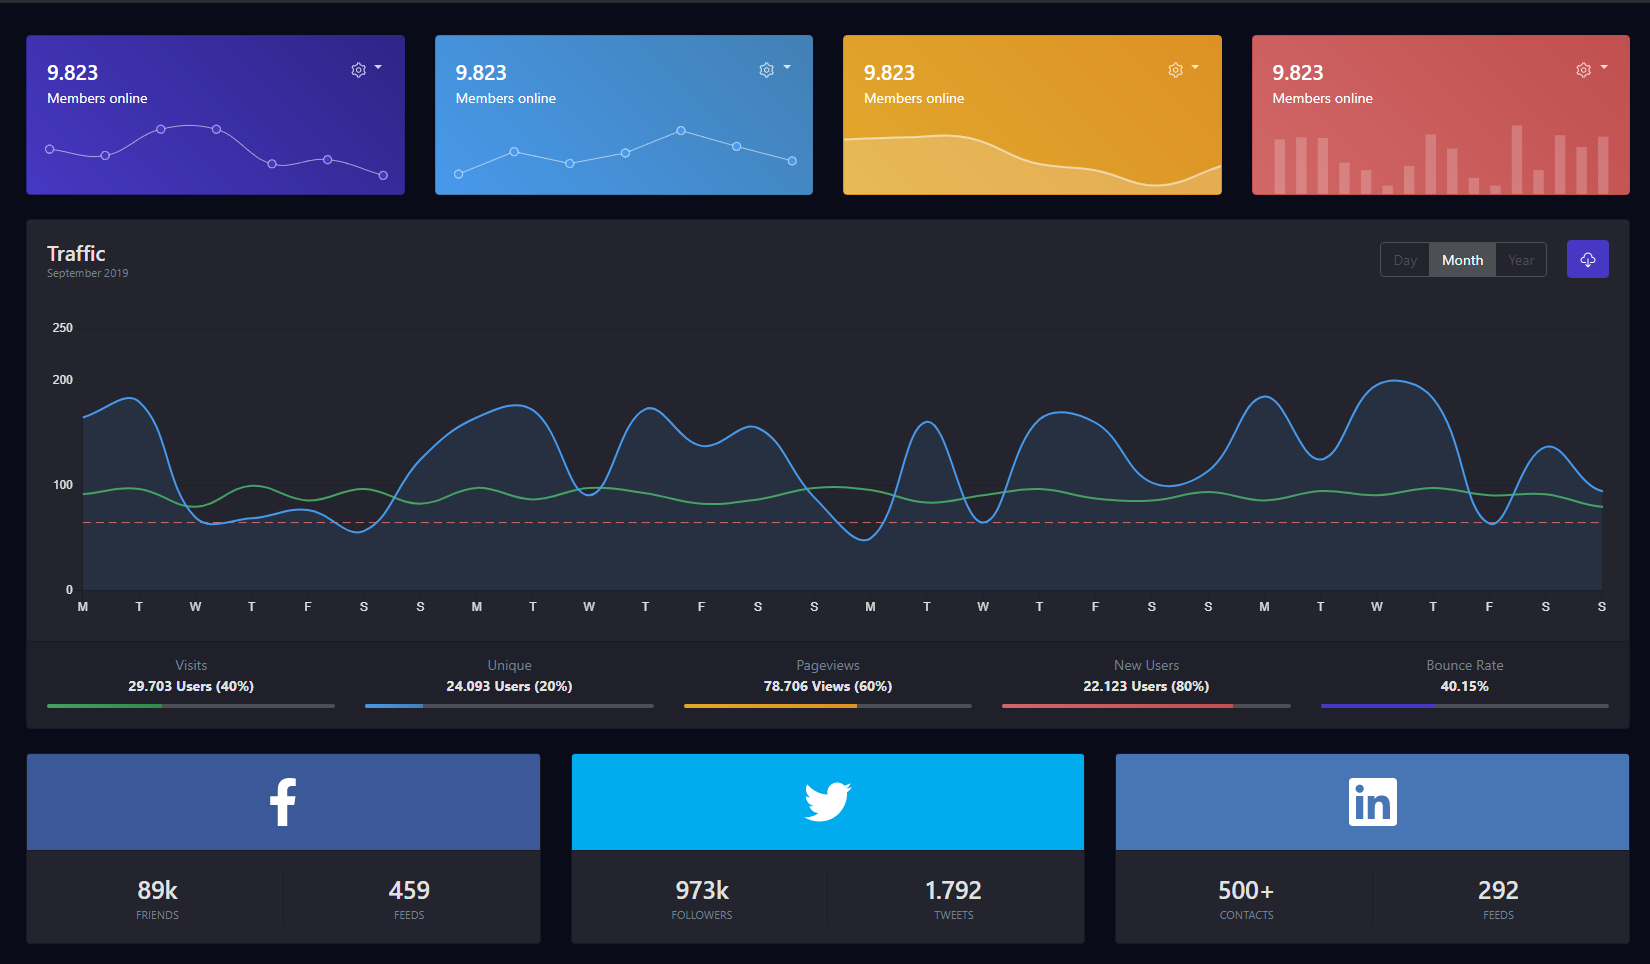 9.823
Members online
9.823
Members online
9.823
Members online
9.823
Members online
Traffic
September 2019
Day Month Year
250
200
100
0
M T W T F S S M T W T F S S M T W T F S S M T W T F S S
Visits
29.703 Users (40%)
Unique
24.093 Users (20%)
Pageviews
78.706 Views (60%)
New Users
22.123 Users (80%)
Bounce Rate
40.15%
f
in
89k
FRIENDS
459
FEEDS
973k
FOLLOWERS
1.792
TWEETS
500+
CONTACTS
292
FEEDS